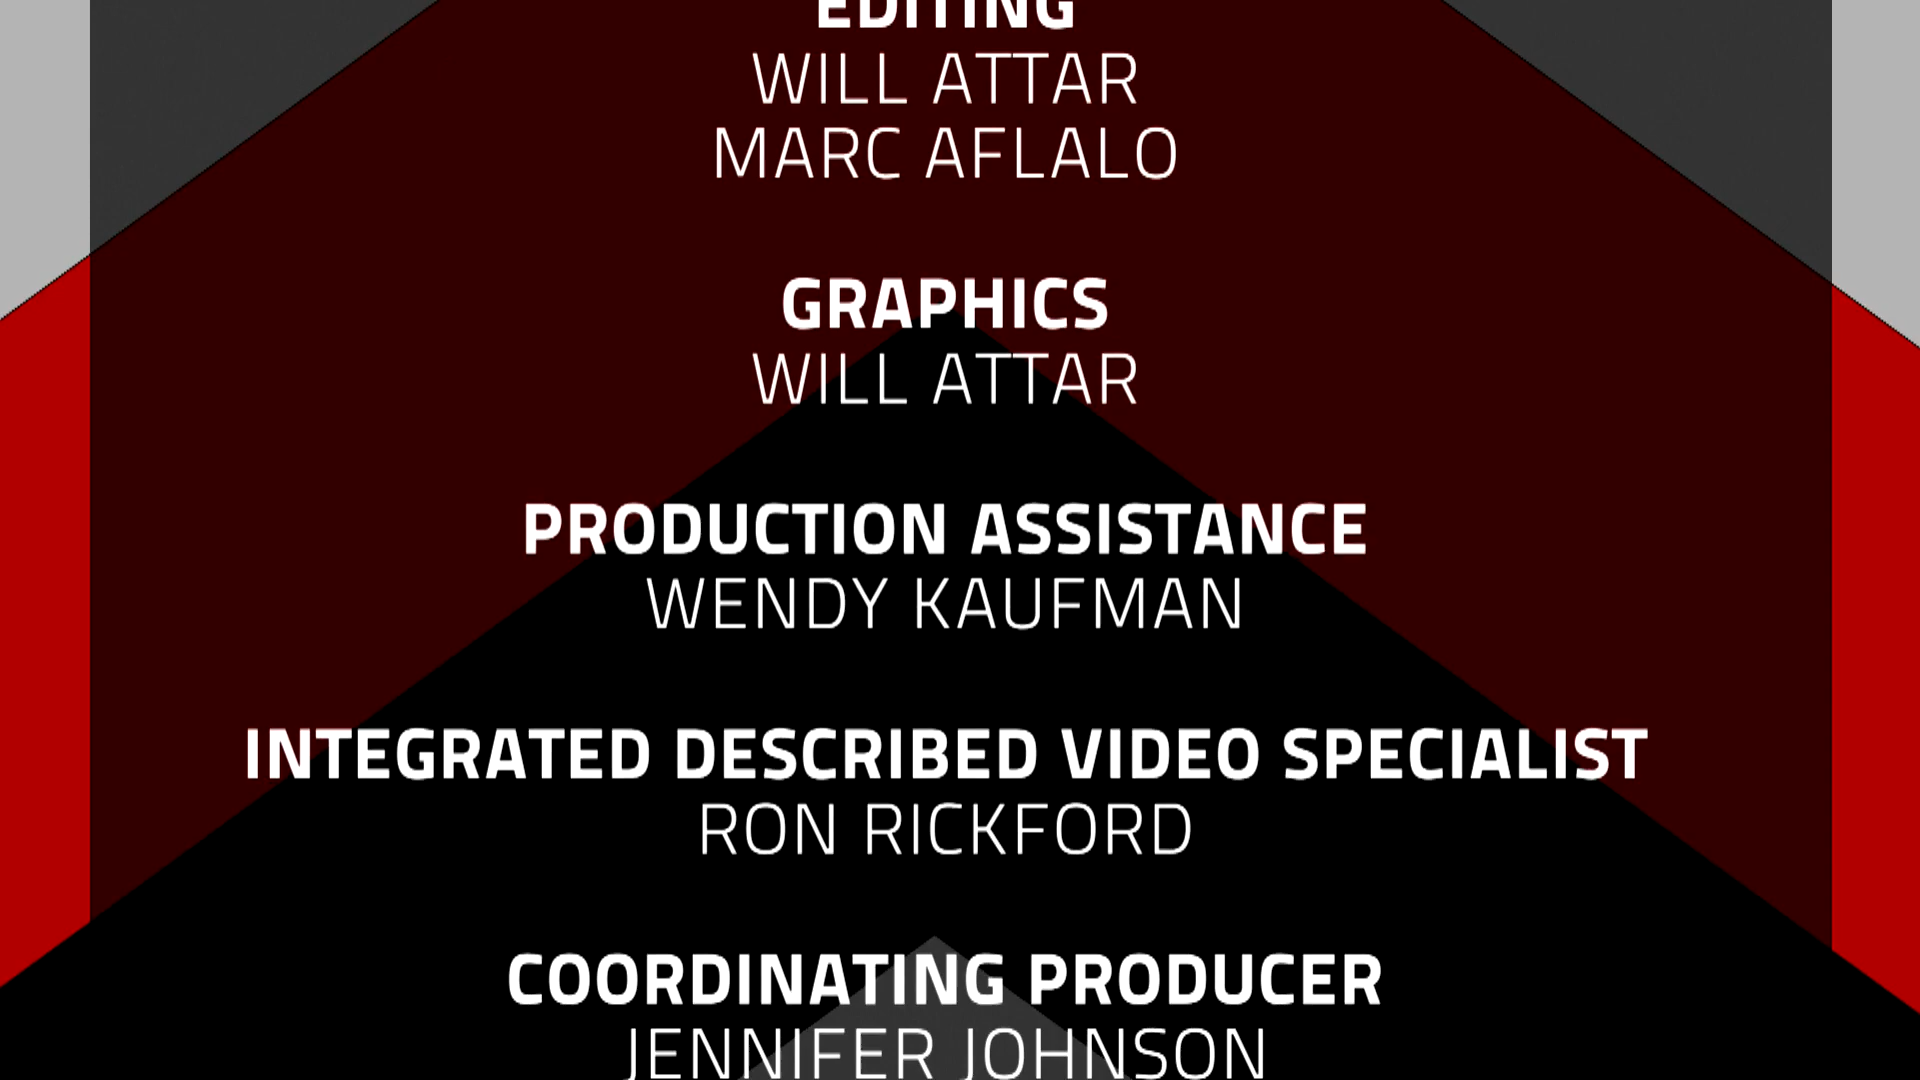 EDITING
WILL ATTAR
MARC AFLALO
GRAPHICS
WILL ATTAR
PRODUCTION ASSISTANCE
WENDY KAUFMAN
INTEGRATED DESCRIBED VIDEO SPECIALIST
RON RICKFORD
COORDINATING PRODUCER
JENNIFER JOHNSON